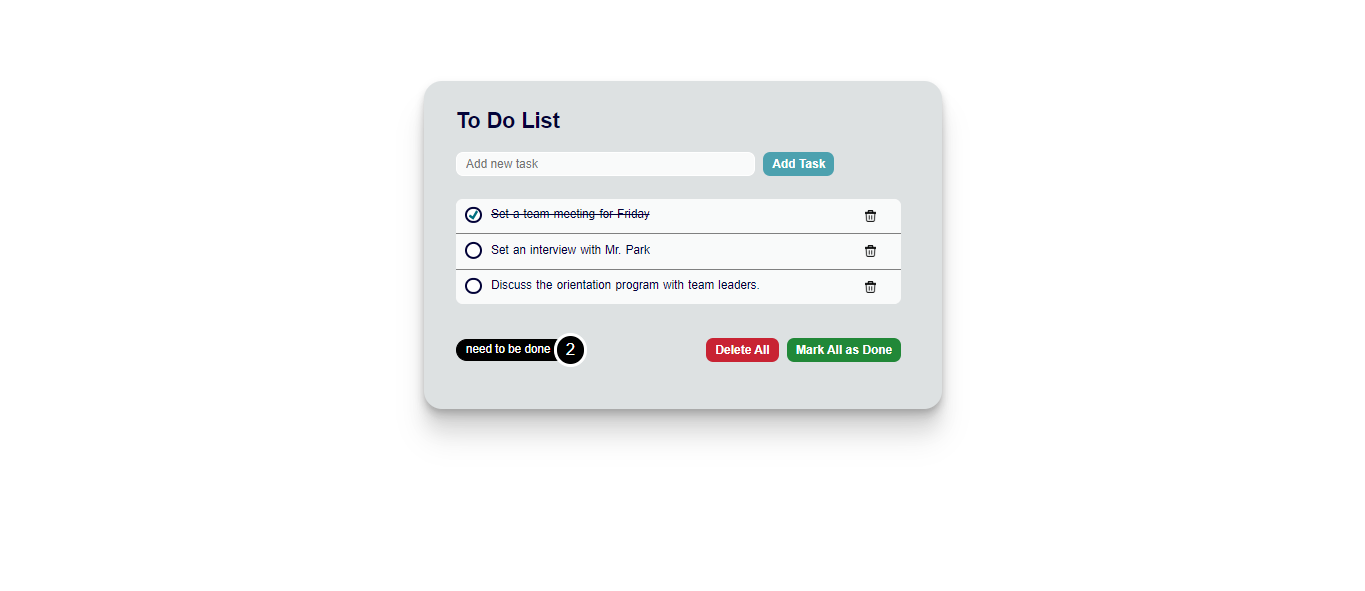 To Do List
Add new task
Add Task
Set a team meeting for Friday
Set an interview with Mr. Park
Discuss the orientation program with team leaders.
need to be done 2
Delete All
Mark All as Done